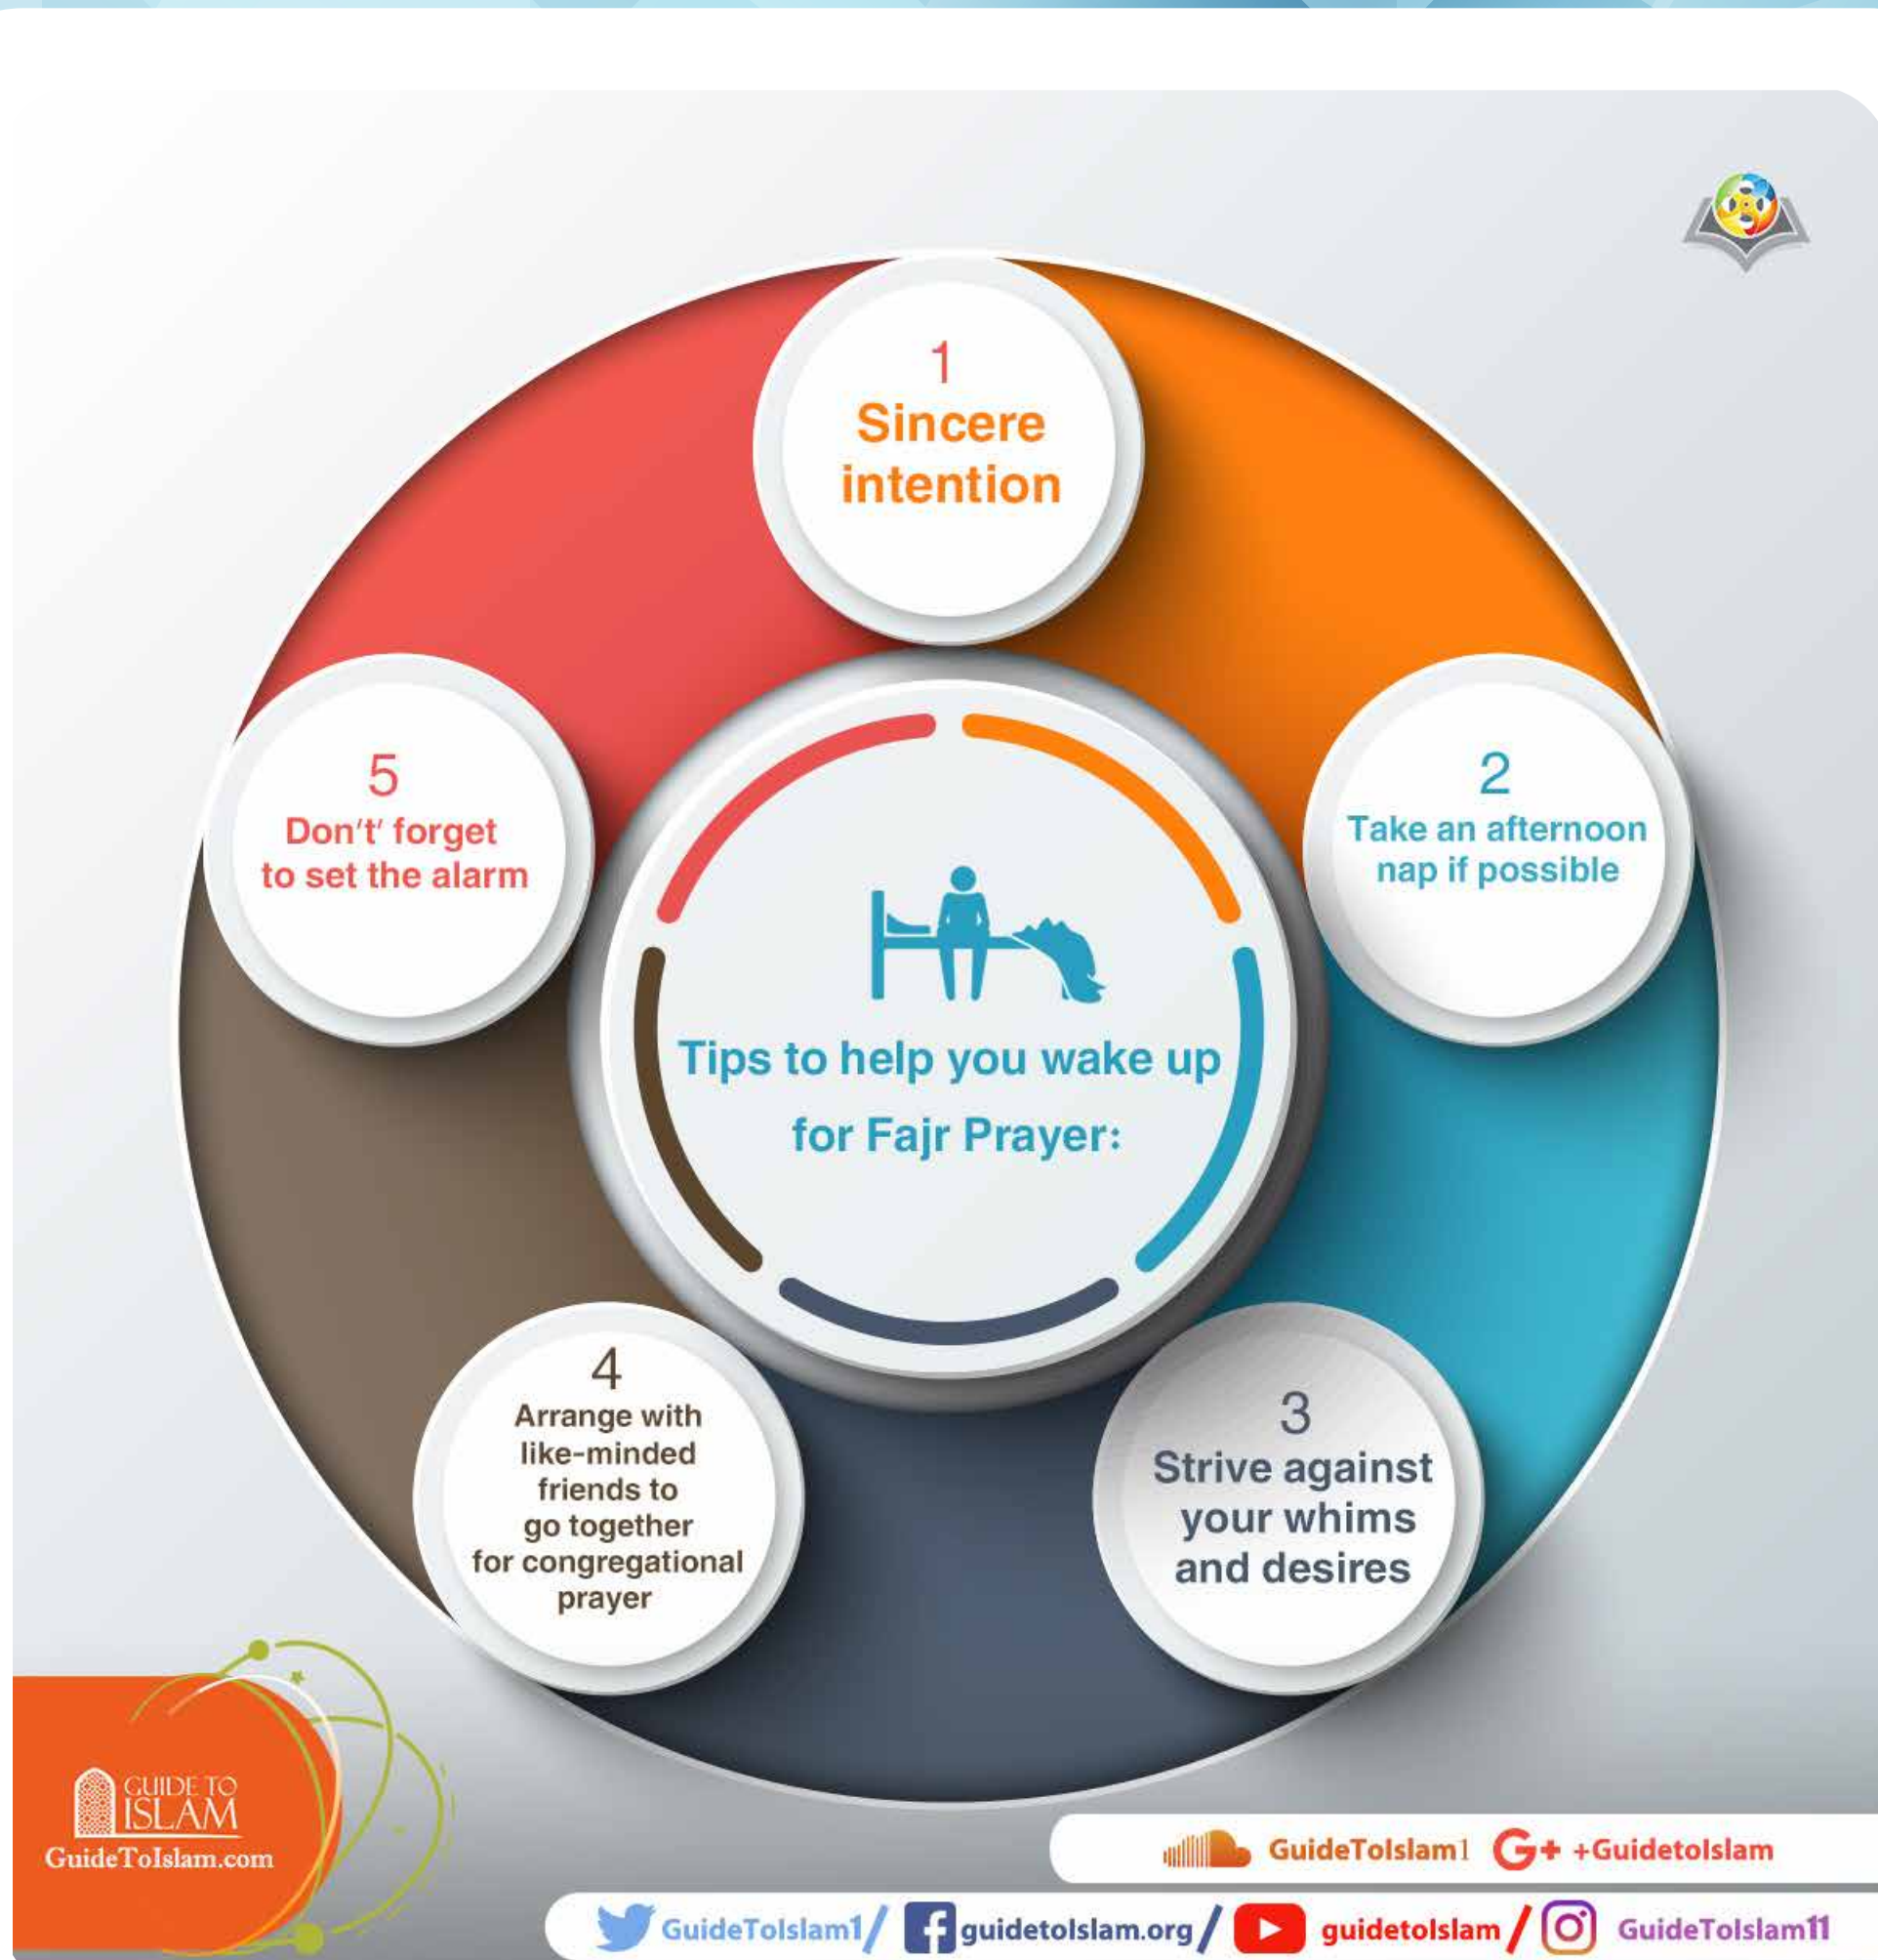 Tips to help you wake up
for Fajr Prayer:
1
Sincere
intention
2
Take an afternoon
nap if possible
3
Strive against
your whims
and desires
4
Arrange with
like-minded
friends to
go together
for congregational
prayer
5
Don't' forget
to set the alarm
GUIDE TO
ISLAM
GuideToIslam.com
GuideToIslam1 G+ +GuidetoIslam
GuideToIslam1/ f guidetoIslam.org/ guidetoIslam / GuideToIslam11